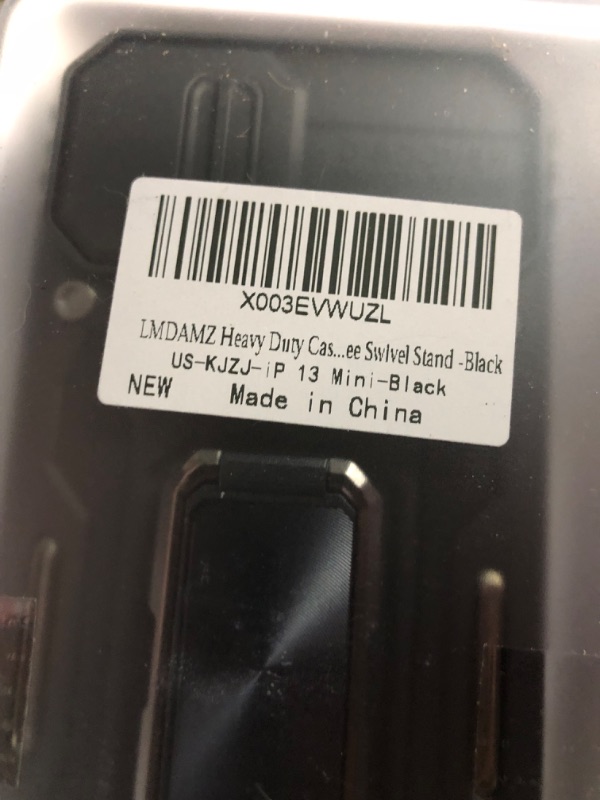 X003EVWUZL
LMDAMZ Heavy Duty Cas...ee Swivel Stand -Black
US-KJZJ-iP 13 Mini-Black
NEW Made in China